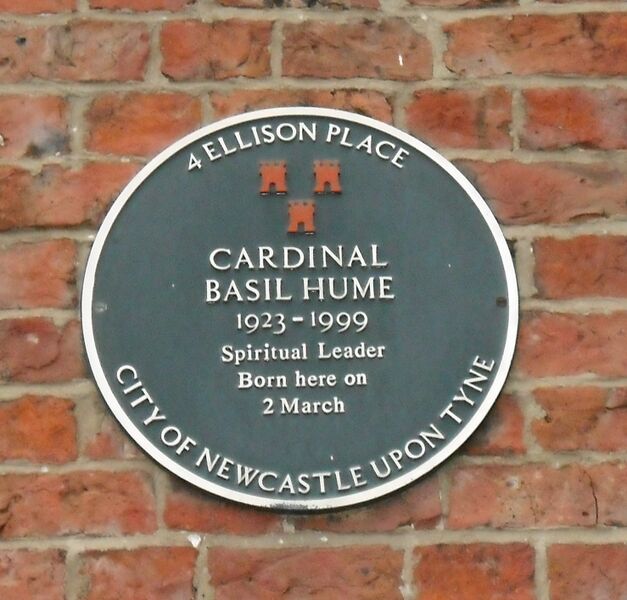 4 ELLISON PLACE
CARDINAL
BASIL HUME
1923-1999
Spiritual Leader
Born here on
2 March
CITY OF NEWCASTLE UPON TYNE